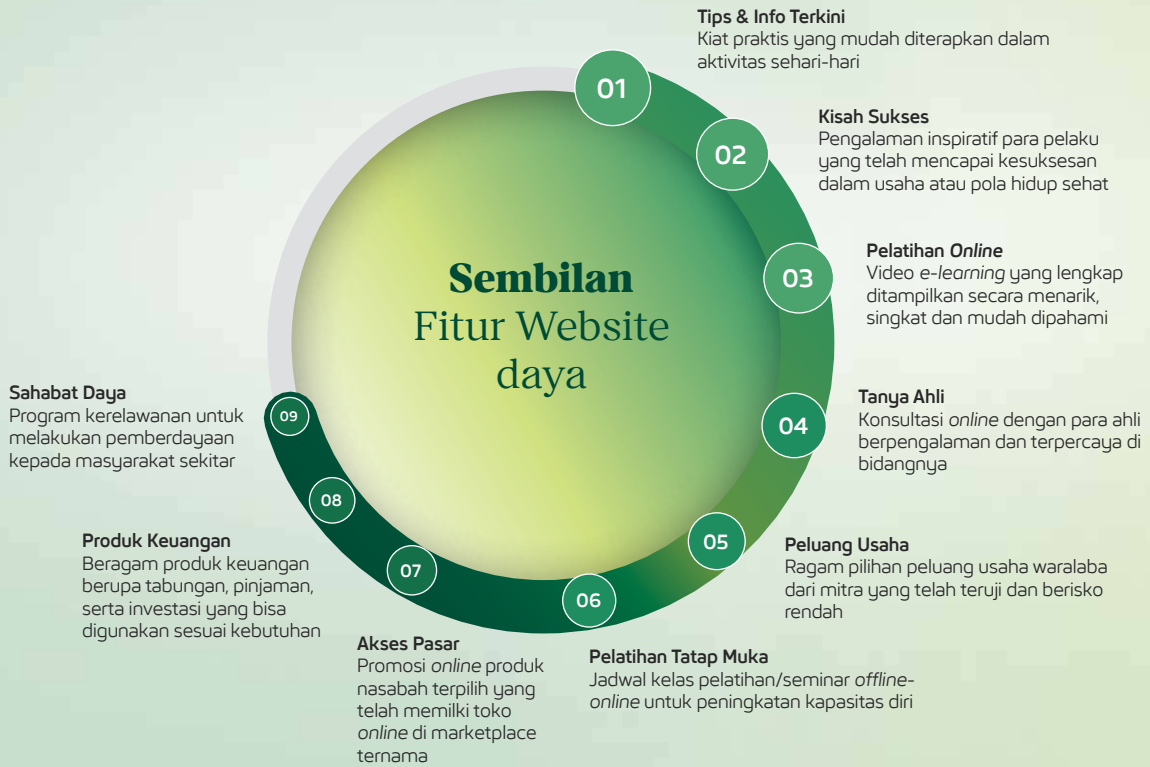 Sembilan
Fitur Website
daya
01
Tips & Info Terkini
Kiat praktis yang mudah diterapkan dalam
aktivitas sehari-hari
02
Kisah Sukses
Pengalaman inspiratif para pelaku
yang telah mencapai kesuksesan
dalam usaha atau pola hidup sehat
03
Pelatihan Online
Video e-learning yang lengkap
ditampilkan secara menarik,
singkat dan mudah dipahami
04
Tanya Ahli
Konsultasi online dengan para ahli
berpengalaman dan terpercaya di
bidangnya
05
Peluang Usaha
Ragam pilihan peluang usaha waralaba
dari mitra yang telah teruji dan berisiko
rendah
06
Pelatihan Tatap Muka
Jadwal kelas pelatihan/seminar offline-
online untuk peningkatan kapasitas diri
07
Akses Pasar
Promosi online produk
nasabah terpilih yang
telah memilki toko
online di marketplace
ternama
08
Produk Keuangan
Beragam produk keuangan
berupa tabungan, pinjaman,
serta investasi yang bisa
digunakan sesuai kebutuhan
09
Sahabat Daya
Program kerelawanan untuk
melakukan pemberdayaan
kepada masyarakat sekitar